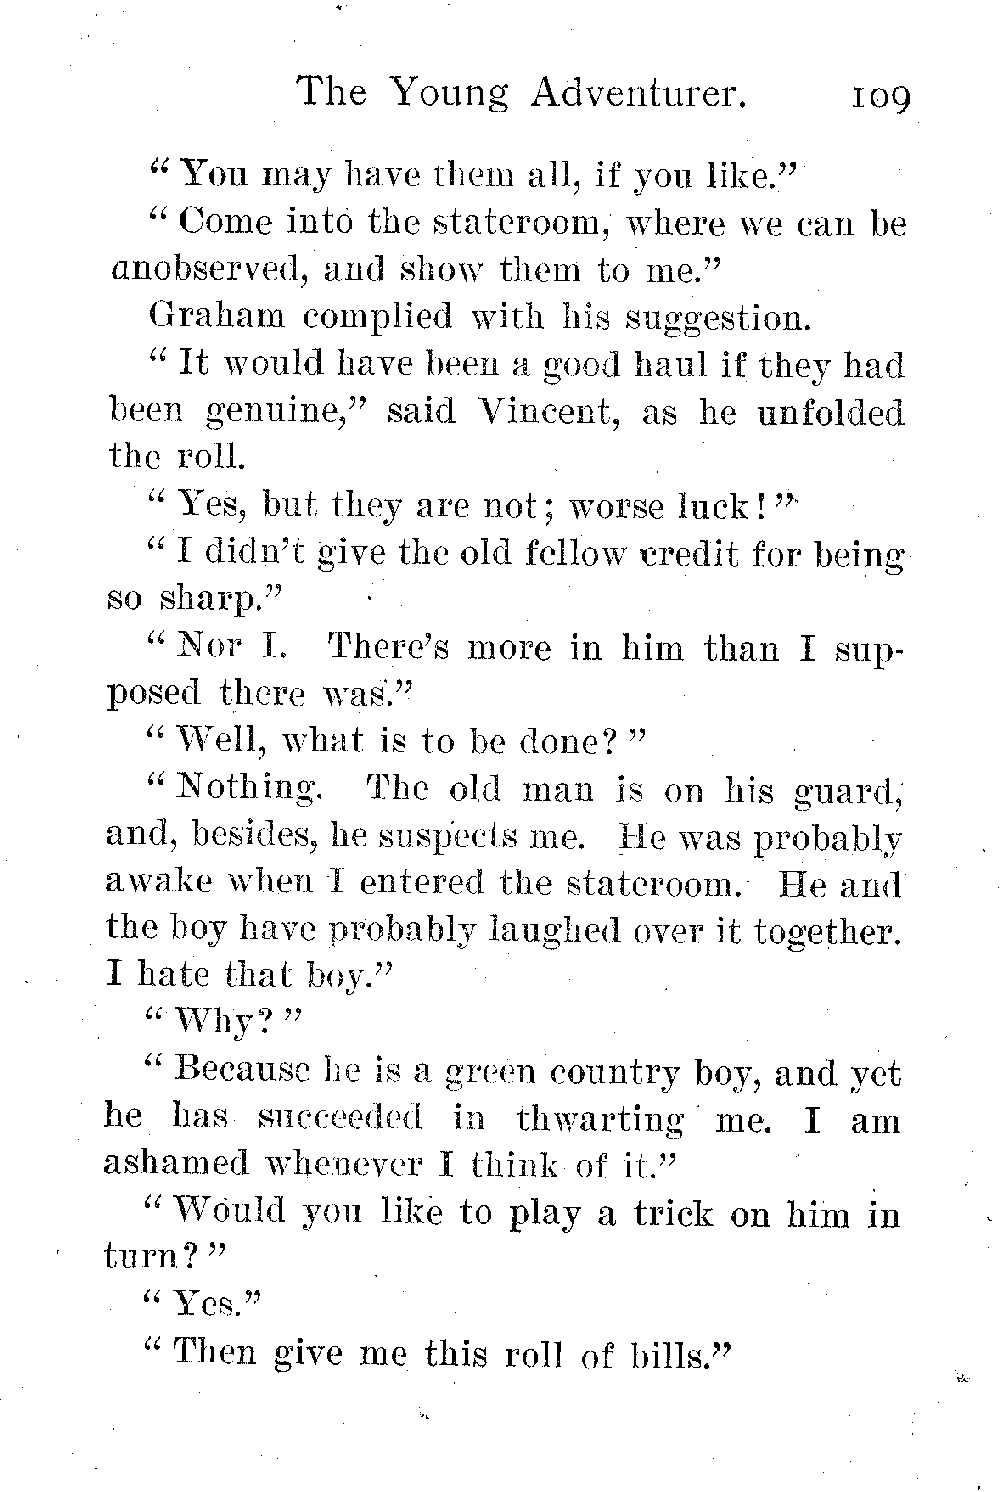 The Young Adventurer. 109
“ You may have them all, if you like.”
“ Come into the stateroom, where we can be
anobserved, and show them to me.”
Graham complied with his suggestion.
“ It would have been a good haul if they had
been genuine,” said Vincent, as he unfolded
the roll.
“ Yes, but they are not; worse luck! ”
“ I didn’t give the old fellow credit for being
so sharp.”
“ Nor I. There’s more in him than I sup-
posed there was.”
“ Well, what is to be done? ”
“ Nothing. The old man is on his guard,
and, besides, he suspects me. He was probably
awake when I entered the stateroom. He and
the boy have probably laughed over it together.
I hate that boy.”
“ Why? ”
“ Because he is a green country boy, and yet
he has succeeded in thwarting me. I am
ashamed whenever I think of it.”
“ Would you like to play a trick on him in
turn? ”
“ Yes.”
“ Then give me this roll of bills.”